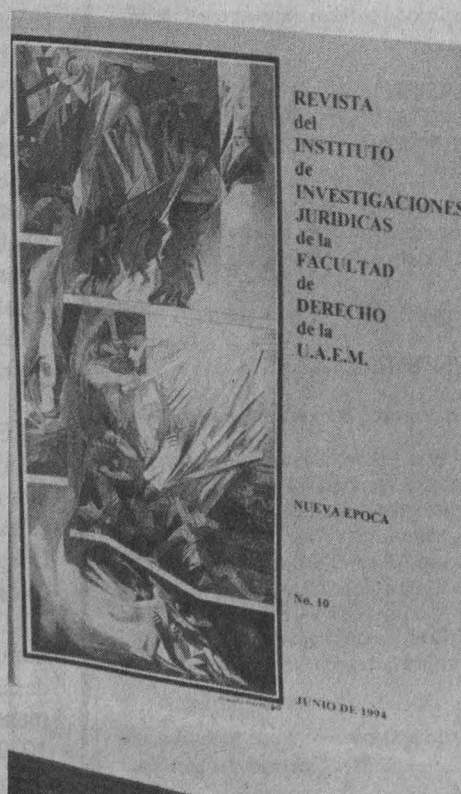 REVISTA
del
INSTITUTO
de
INVESTIGACIONES
JURIDICAS
de la
FACULTAD
de
DERECHO
de la
U.A.E.M.
NUEVA EPOCA
No. 10
JUNIO DE 1994